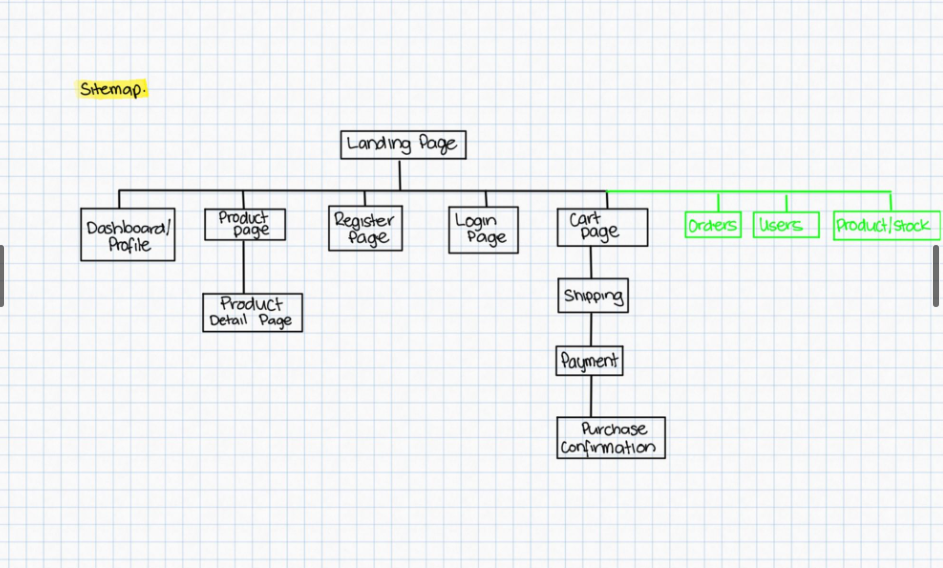 Sitemap.
Landing Page
Dashboard/
Profile
Product
page
Register
Page
Login
Page
Cart
page
Orders
Users
Product/stock
Product
Detail Page
Shipping
Payment
Purchase
Confirmation